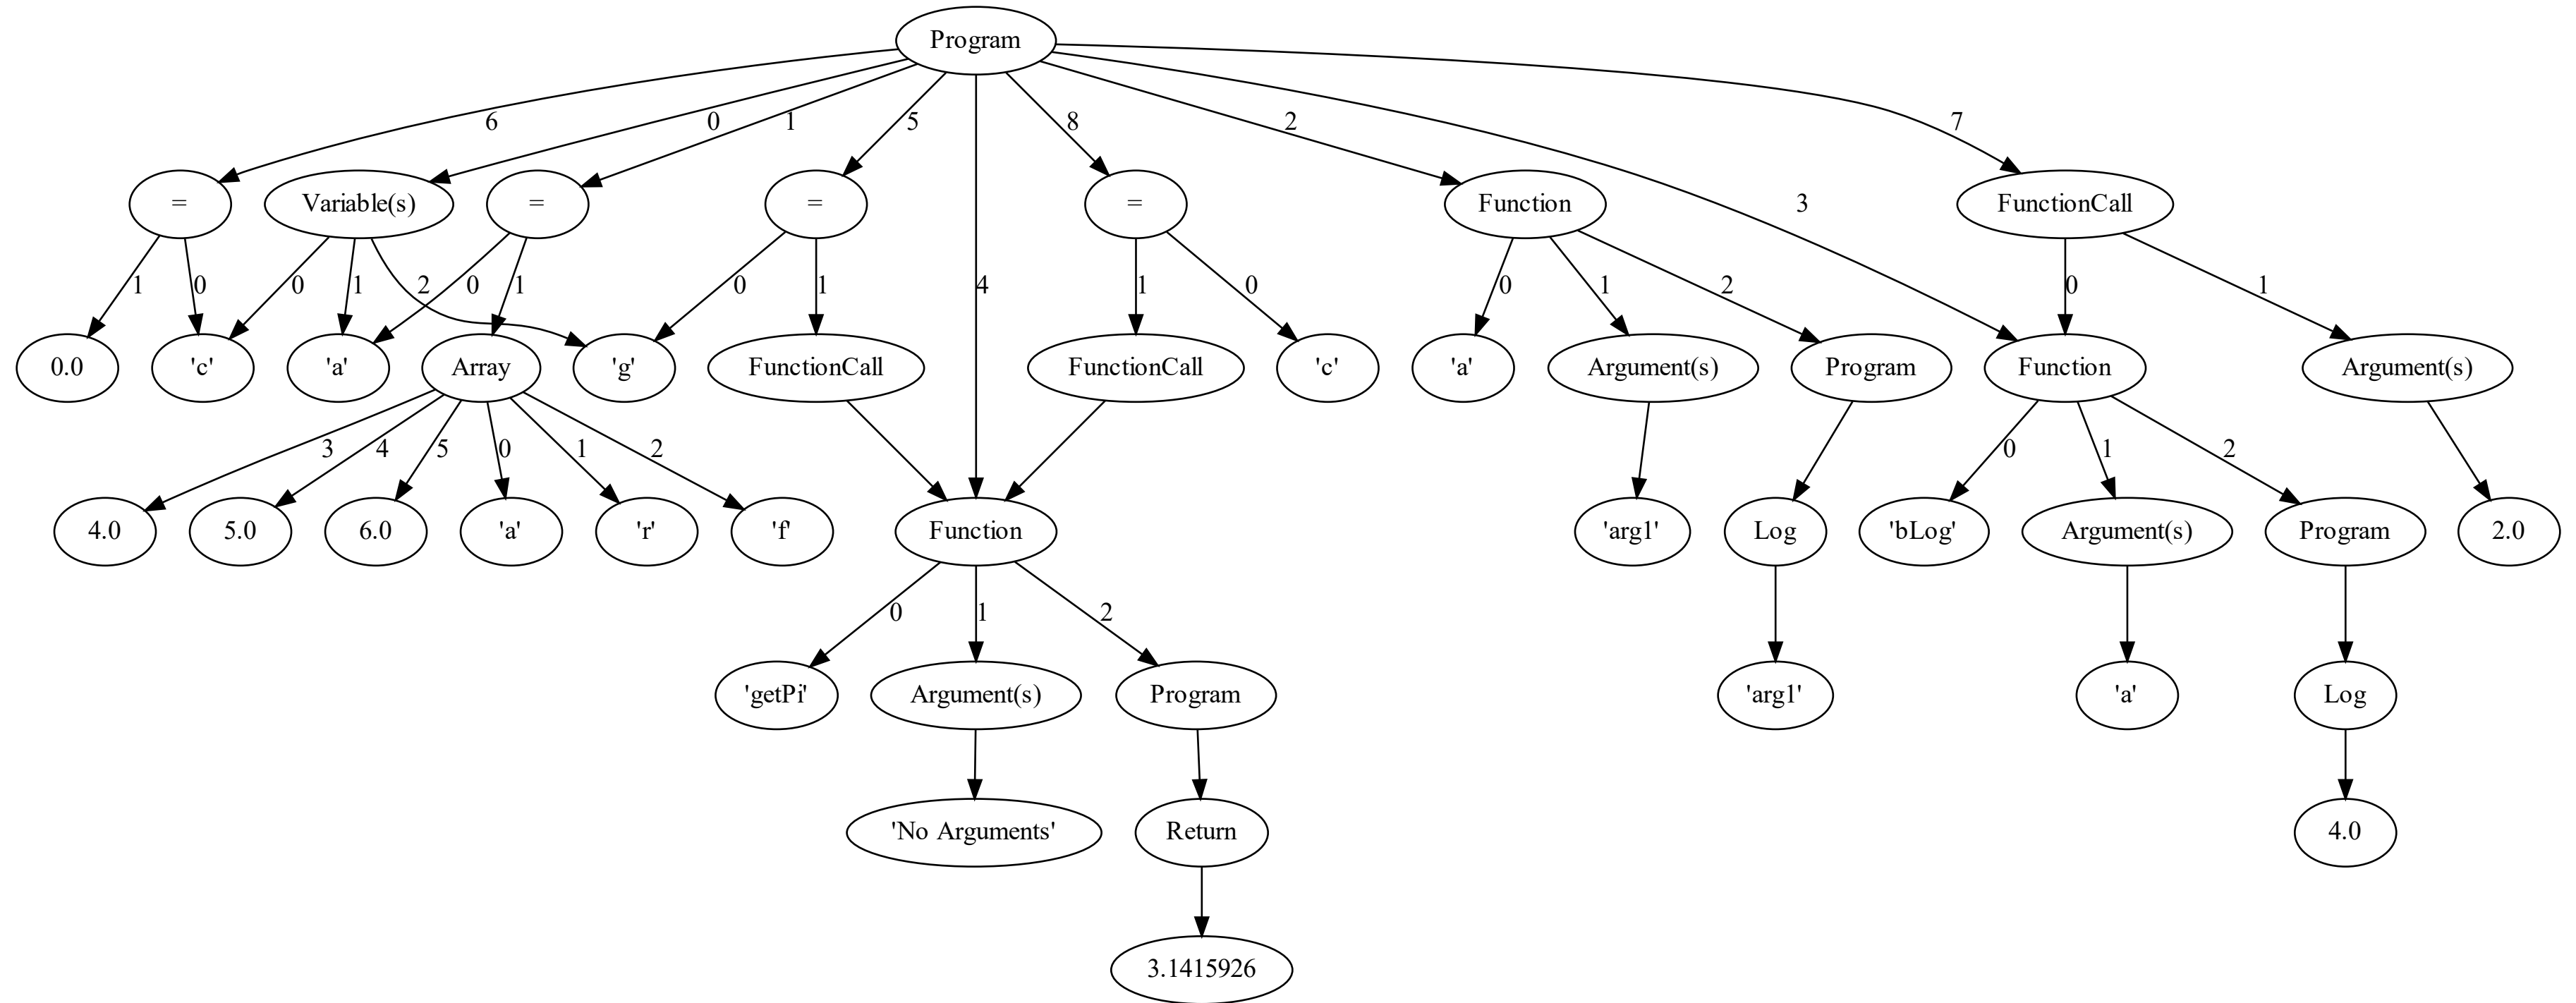 Program
6
0
1
5
8
2
7
=
Variable(s)
=
=
=
Function
3
FunctionCall
1
0
0
1
2
0
1
0
1
4
1
0
0
1
2
0
1
0.0
'c'
'a'
Array
'g'
FunctionCall
FunctionCall
'c'
'a'
Argument(s)
Program
Function
Argument(s)
3
4
5
0
1
2
0
1
2
4.0
5.0
6.0
'a'
'r'
'f'
Function
'arg1'
Log
'bLog'
Argument(s)
Program
2.0
0
1
2
'getPi'
Argument(s)
Program
'arg1'
'a'
Log
'No Arguments'
Return
4.0
3.1415926